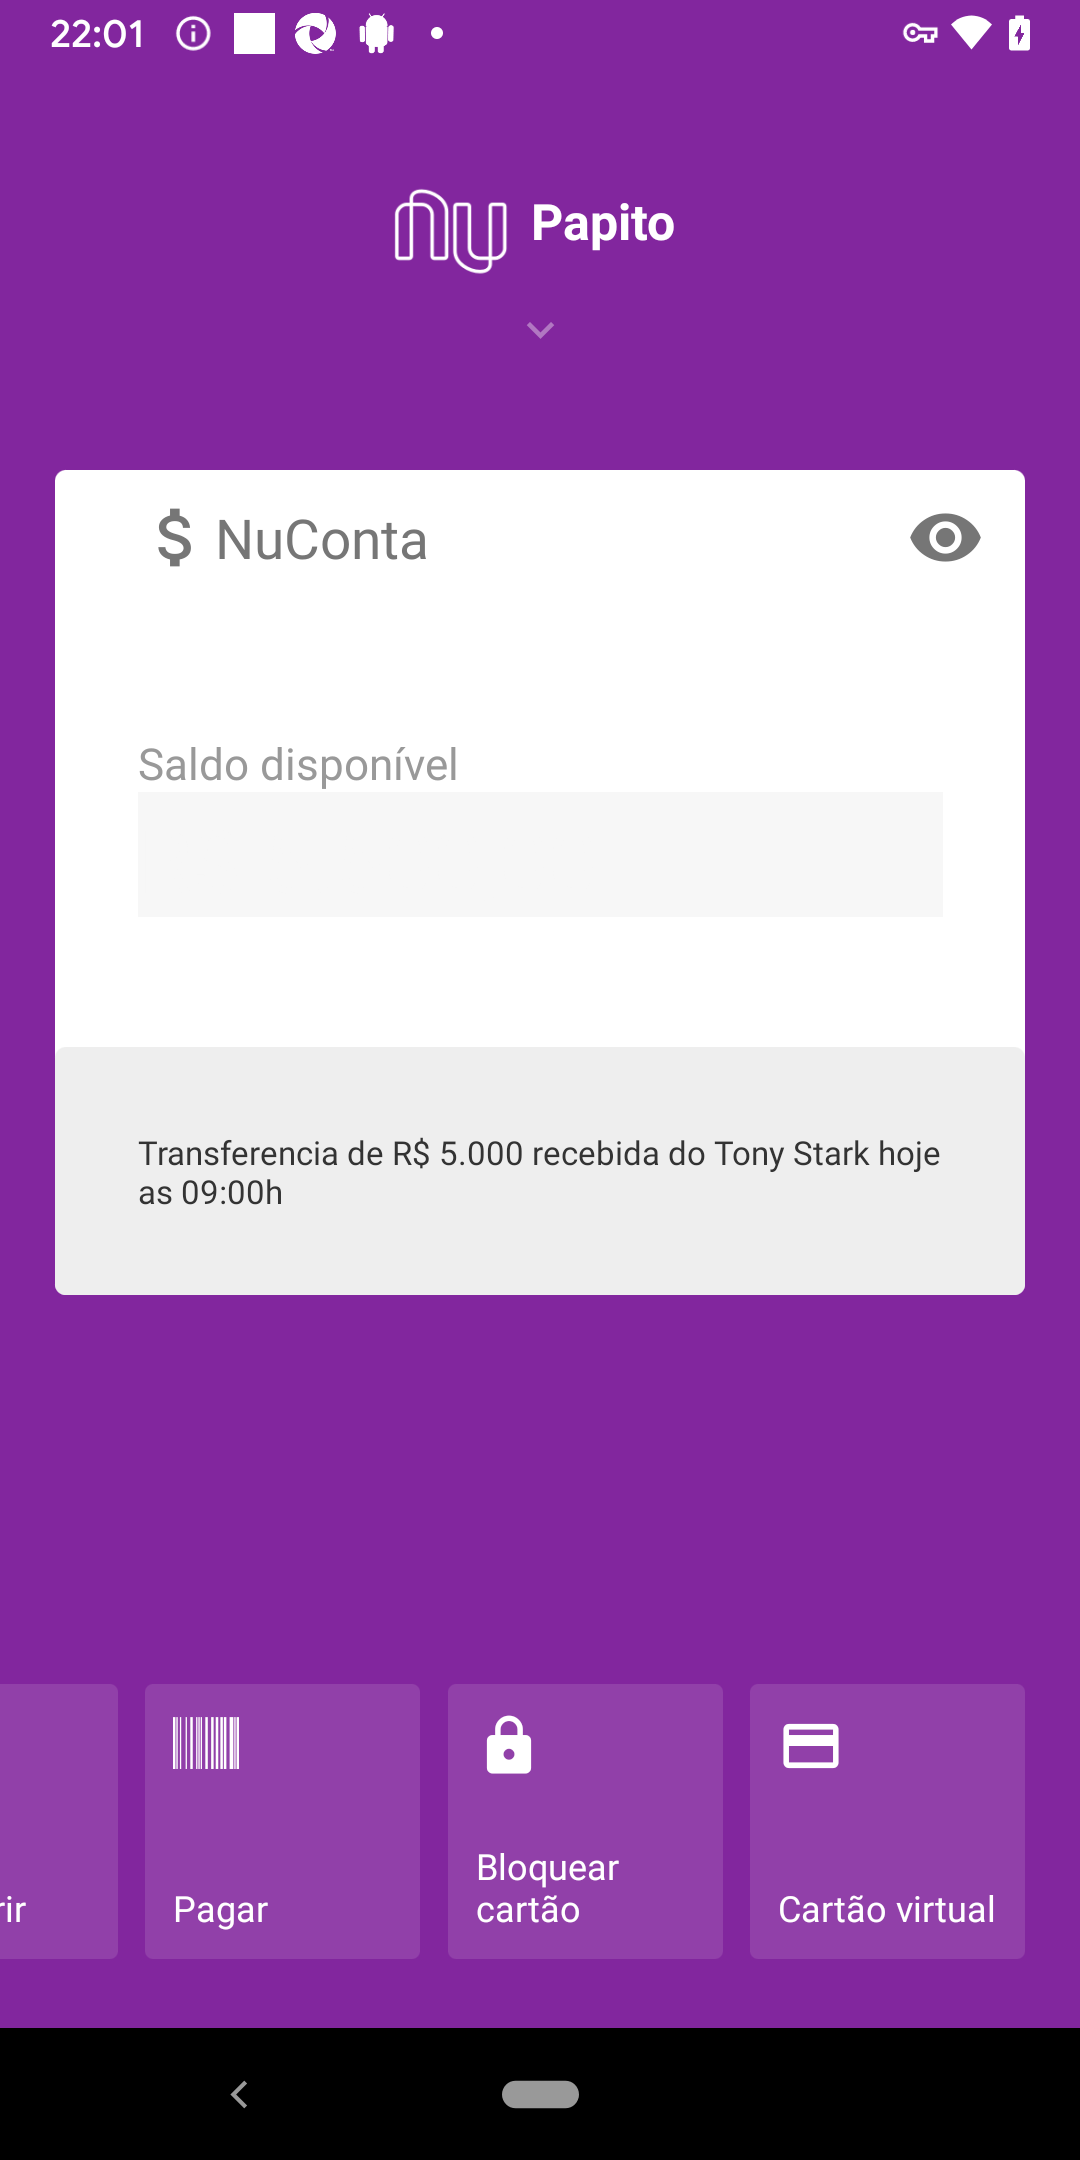 22:01
nu Papito
$ NuConta
Saldo disponível
Transferencia de R$ 5.000 recebida do Tony Stark hoje
as 09:00h
rir
Pagar
Bloquear
cartão
Cartão virtual